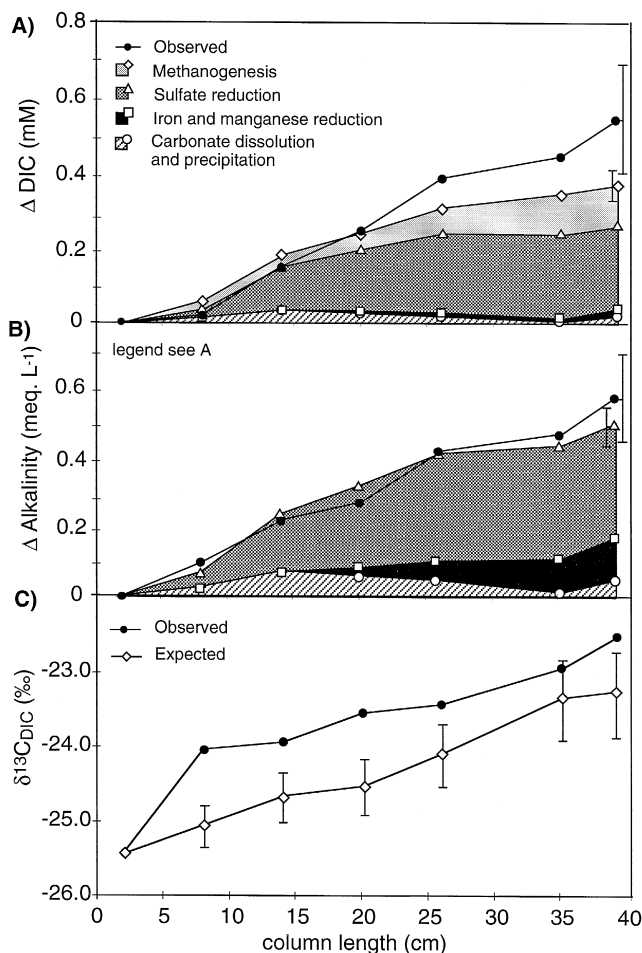 A)
0.8
0.6
0.4
0.2
0
Δ DIC (mM)
Observed
Methanogenesis
Sulfate reduction
Iron and manganese reduction
Carbonate dissolution
and precipitation
B)
legend see A
0.6
0.4
0.2
0
Δ Alkalinity (meq. L-1)
C)
Observed
Expected
-23.0
-24.0
-25.0
-26.0
δ13CDIC (‰)
0 5 10 15 20 25 30 35 40
column length (cm)